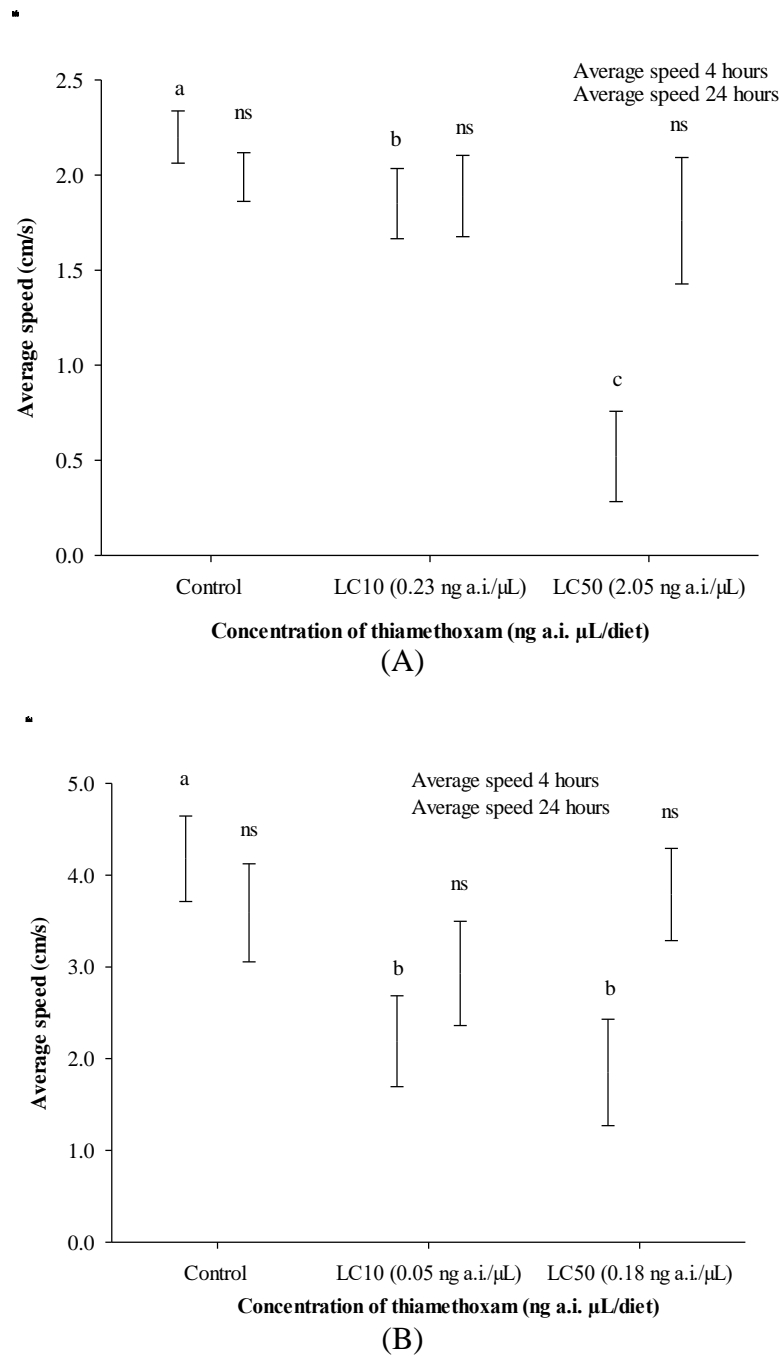 Average speed 4 hours
Average speed 24 hours
2.5
a
ns
b
ns
ns
2.0
1.5
1.0
c
0.5
0.0
Average speed (cm/s)
Control
LC10 (0.23 ng a.i./µL)
LC50 (2.05 ng a.i./µL)
Concentration of thiamethoxam (ng a.i. µL/diet)
(A)
Average speed 4 hours
Average speed 24 hours
5.0
a
ns
ns
4.0
ns
3.0
b
b
2.0
1.0
0.0
Average speed (cm/s)
Control
LC10 (0.05 ng a.i./µL)
LC50 (0.18 ng a.i./µL)
Concentration of thiamethoxam (ng a.i. µL/diet)
(B)